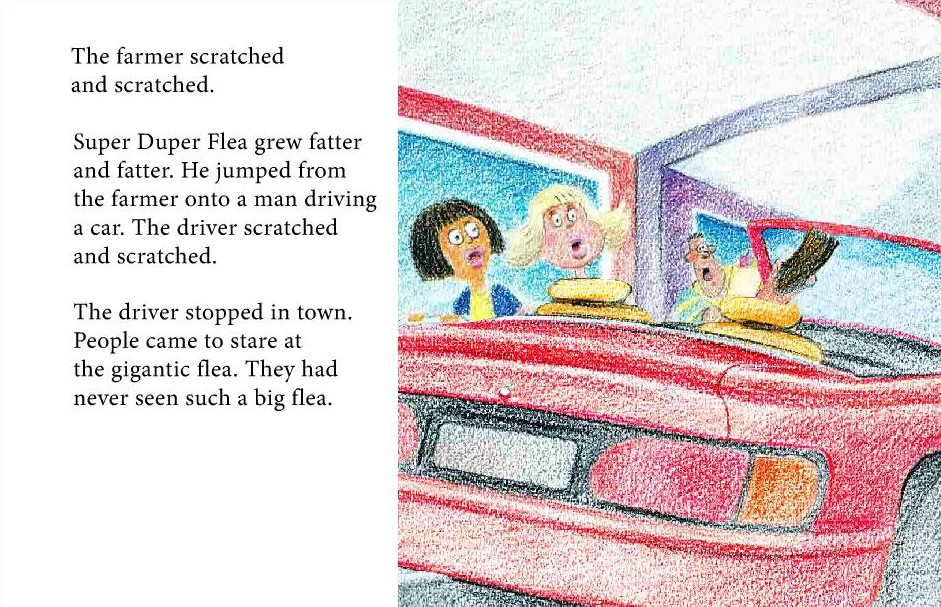 The farmer scratched
and scratched.
Super Duper Flea grew fatter
and fatter. He jumped from
the farmer onto a man driving
a car. The driver scratched
and scratched.
The driver stopped in town.
People came to stare at
the gigantic flea. They had
never seen such a big flea.